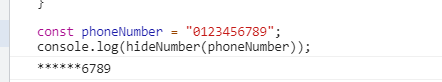 }
const phoneNumber = "0123456789";
console.log(hideNumber(phoneNumber));
******6789